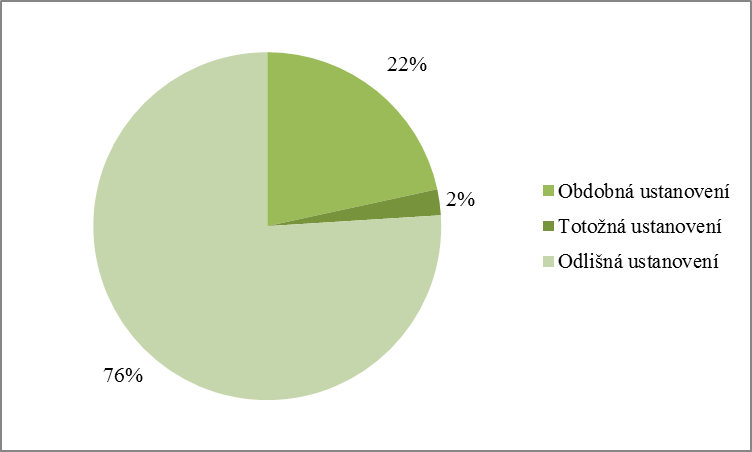 22%
2%
Obdobná ustanovení
Totožná ustanovení
Odlišná ustanovení
76%